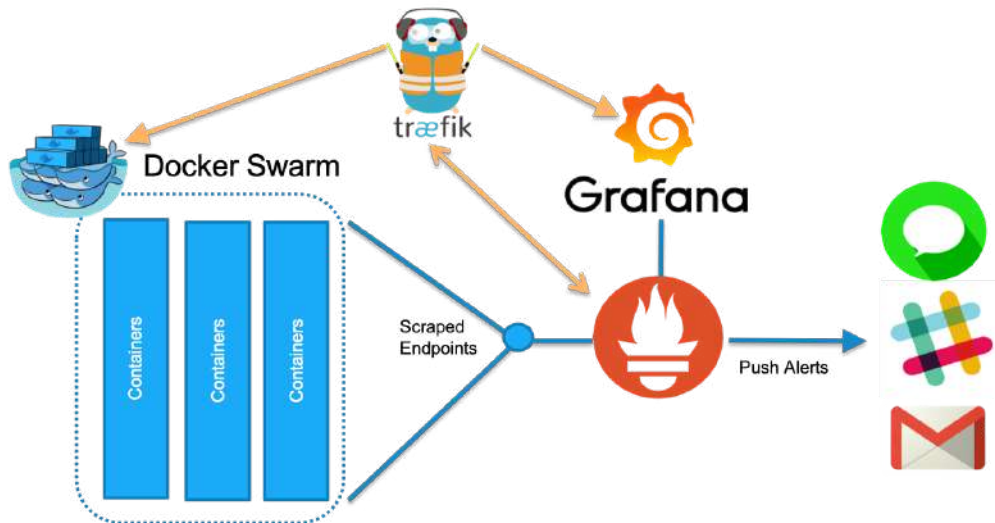 træfik
Docker Swarm
Grafana
Containers
Containers
Containers
Scraped
Endpoints
Push Alerts